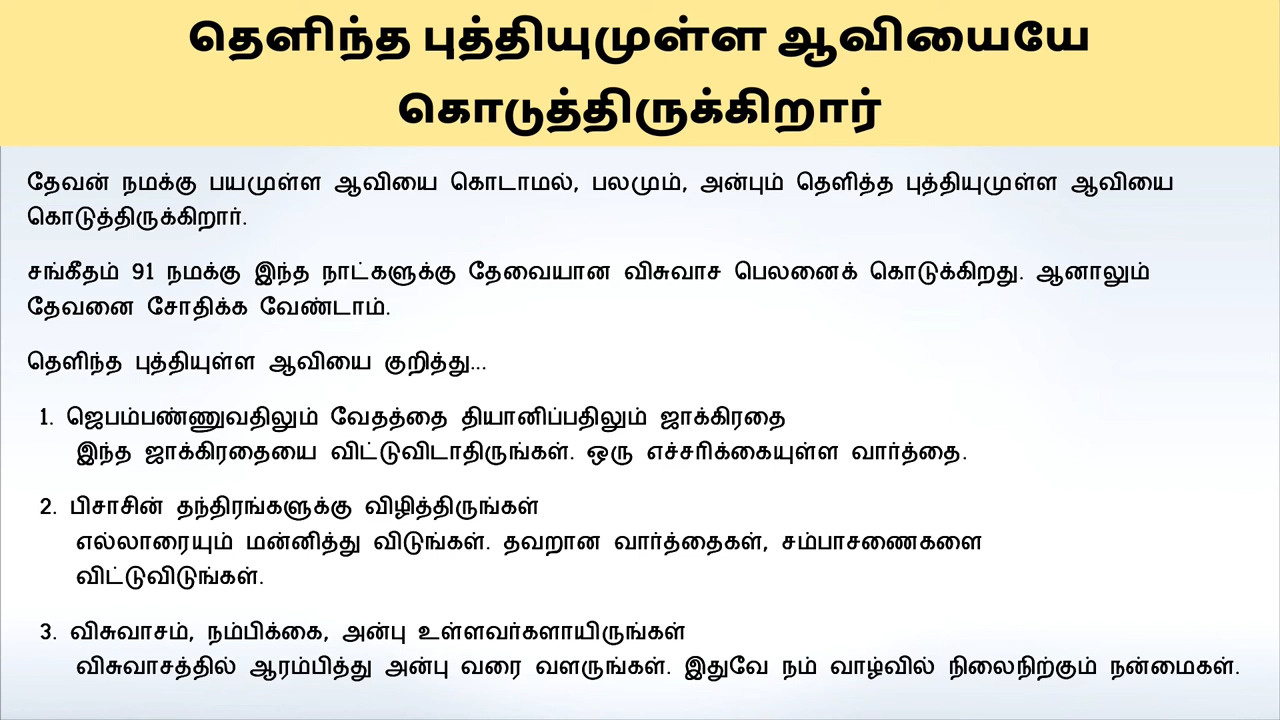 தெளிந்த புத்தியுமுள்ள ஆவியையே
கொடுத்திருக்கிறார்
தேவன் நமக்கு பயமுள்ள ஆவியை கொடாமல், பலமும், அன்பும் தெளித்த புத்தியுமுள்ள ஆவியை
கொடுத்திருக்கிறார்.
சங்கீதம் 91 நமக்கு இந்த நாட்களுக்கு தேவையான விசுவாச பெலனைக் கொடுக்கிறது. ஆனாலும்
தேவனை சோதிக்க வேண்டாம்.
தெளிந்த புத்தியுள்ள ஆவியை குறித்து...
1. ஜெபம்பண்ணுவதிலும் வேதத்தை தியானிப்பதிலும் ஜாக்கிரதை
இந்த ஜாக்கிரதையை விட்டுவிடாதிருங்கள். ஒரு எச்சரிக்கையுள்ள வார்த்தை.
2. பிசாசின் தந்திரங்களுக்கு விழித்திருங்கள்
எல்லாரையும் மன்னித்து விடுங்கள். தவறான வார்த்தைகள், சம்பாசணைகளை
விட்டுவிடுங்கள்.
3. விசுவாசம், நம்பிக்கை, அன்பு உள்ளவர்களாயிருங்கள்
விசுவாசத்தில் ஆரம்பித்து அன்பு வரை வளருங்கள். இதுவே நம் வாழ்வில் நிலைநிற்கும் நன்மைகள்.